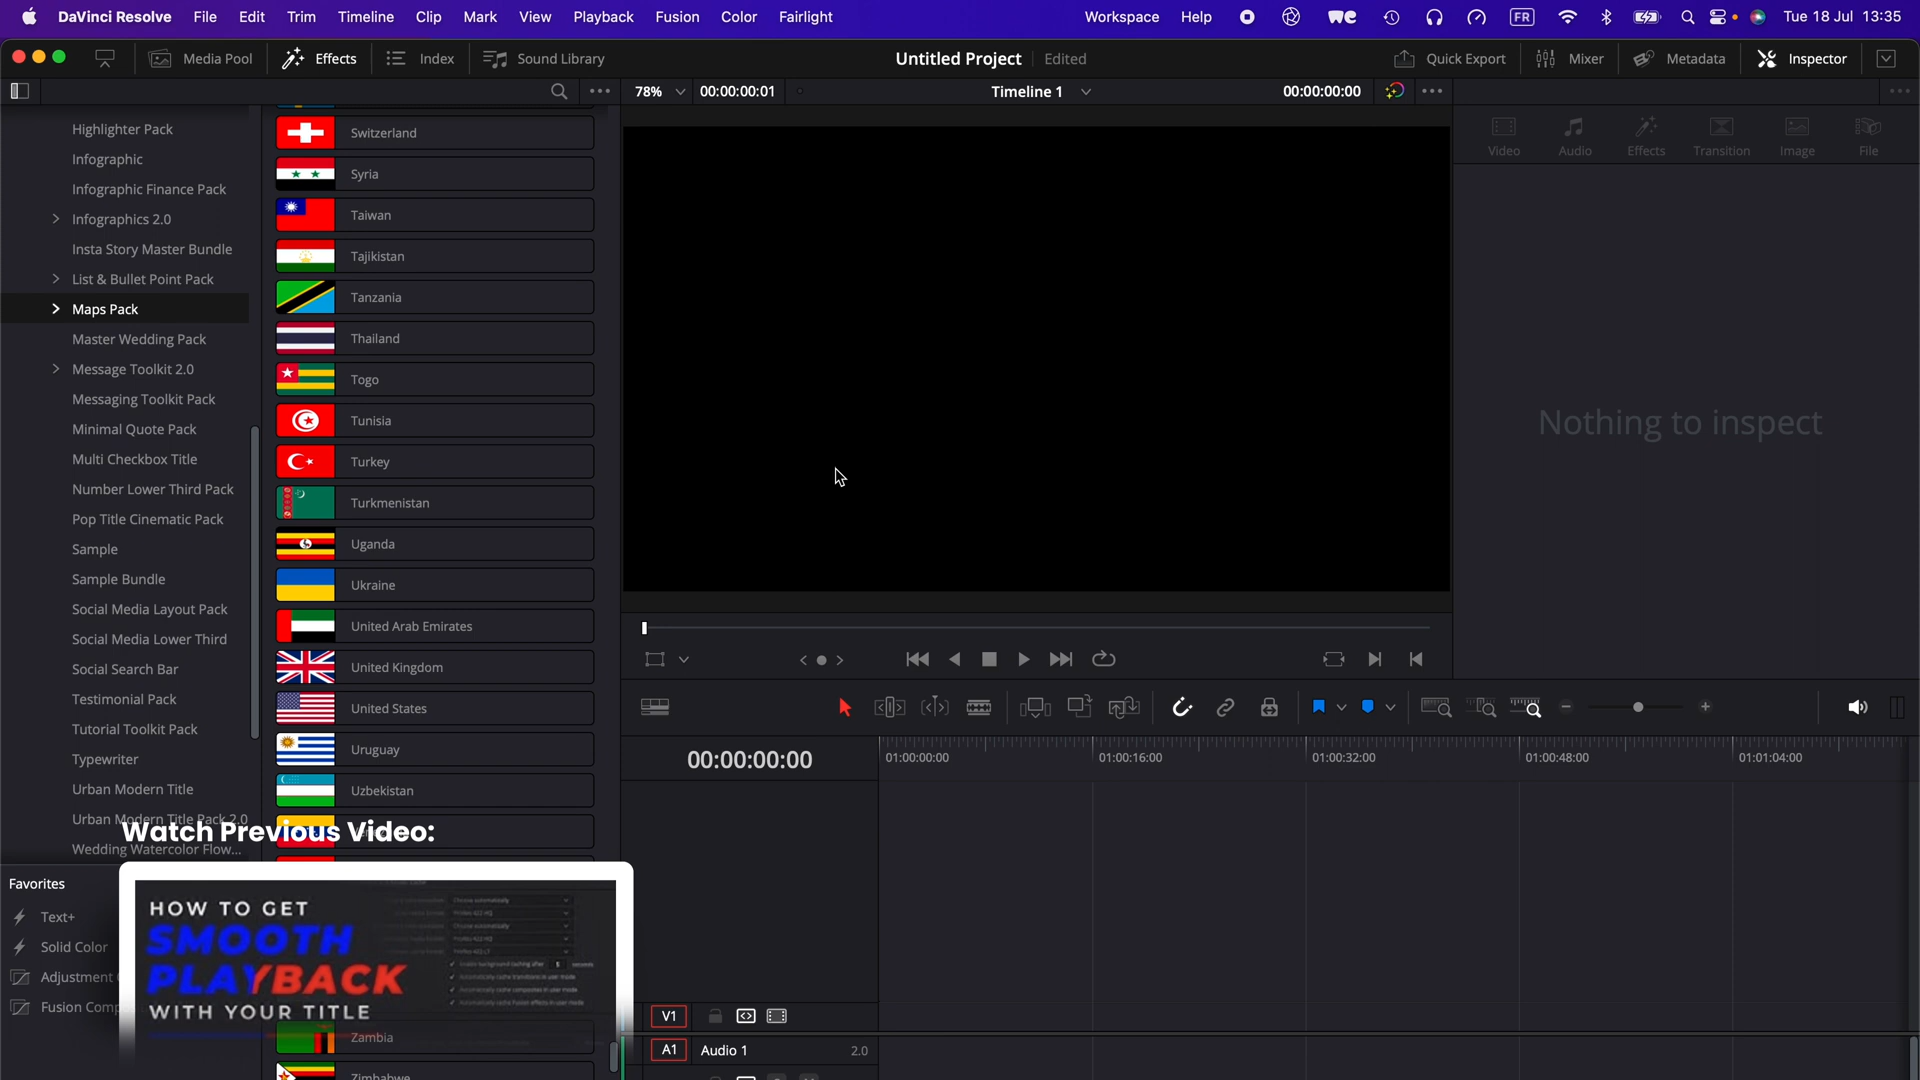 DaVinci Resolve File Edit Trim Timeline Clip Mark View Playback Fusion Color Fairlight Workspace Help FR Tue 18 Jul 13:35
Media Pool Effects Index Sound Library Untitled Project Edited Quick Export Mixer Metadata Inspector
78% 00:00:00:01 Timeline 1 00:00:00:00
Highlighter Pack
Infographic
Infographic Finance Pack
Infographics 2.0
Insta Story Master Bundle
List & Bullet Point Pack
Maps Pack
Master Wedding Pack
Message Toolkit 2.0
Messaging Toolkit Pack
Minimal Quote Pack
Multi Checkbox Title
Number Lower Third Pack
Pop Title Cinematic Pack
Sample
Sample Bundle
Social Media Layout Pack
Social Media Lower Third
Social Search Bar
Testimonial Pack
Tutorial Toolkit Pack
Typewriter
Urban Modern Title
Urban Modern Title Pack 2.0
Wedding Watercolor Flow...
Favorites
Text+
Solid Color
Adjustment
Fusion Comp
Switzerland
Syria
Taiwan
Tajikistan
Tanzania
Thailand
Togo
Tunisia
Turkey
Turkmenistan
Uganda
Ukraine
United Arab Emirates
United Kingdom
United States
Uruguay
Uzbekistan
Zambia
Zimbabwe
Watch Previous Video:
HOW TO GET
SMOOTH
PLAYBACK
WITH YOUR TITLE
Video Audio Effects Transition Image File
Nothing to inspect
00:00:00:00 01:00:00:00 01:00:16:00 01:00:32:00 01:00:48:00 01:01:04:00
V1
A1 Audio 1 2.0